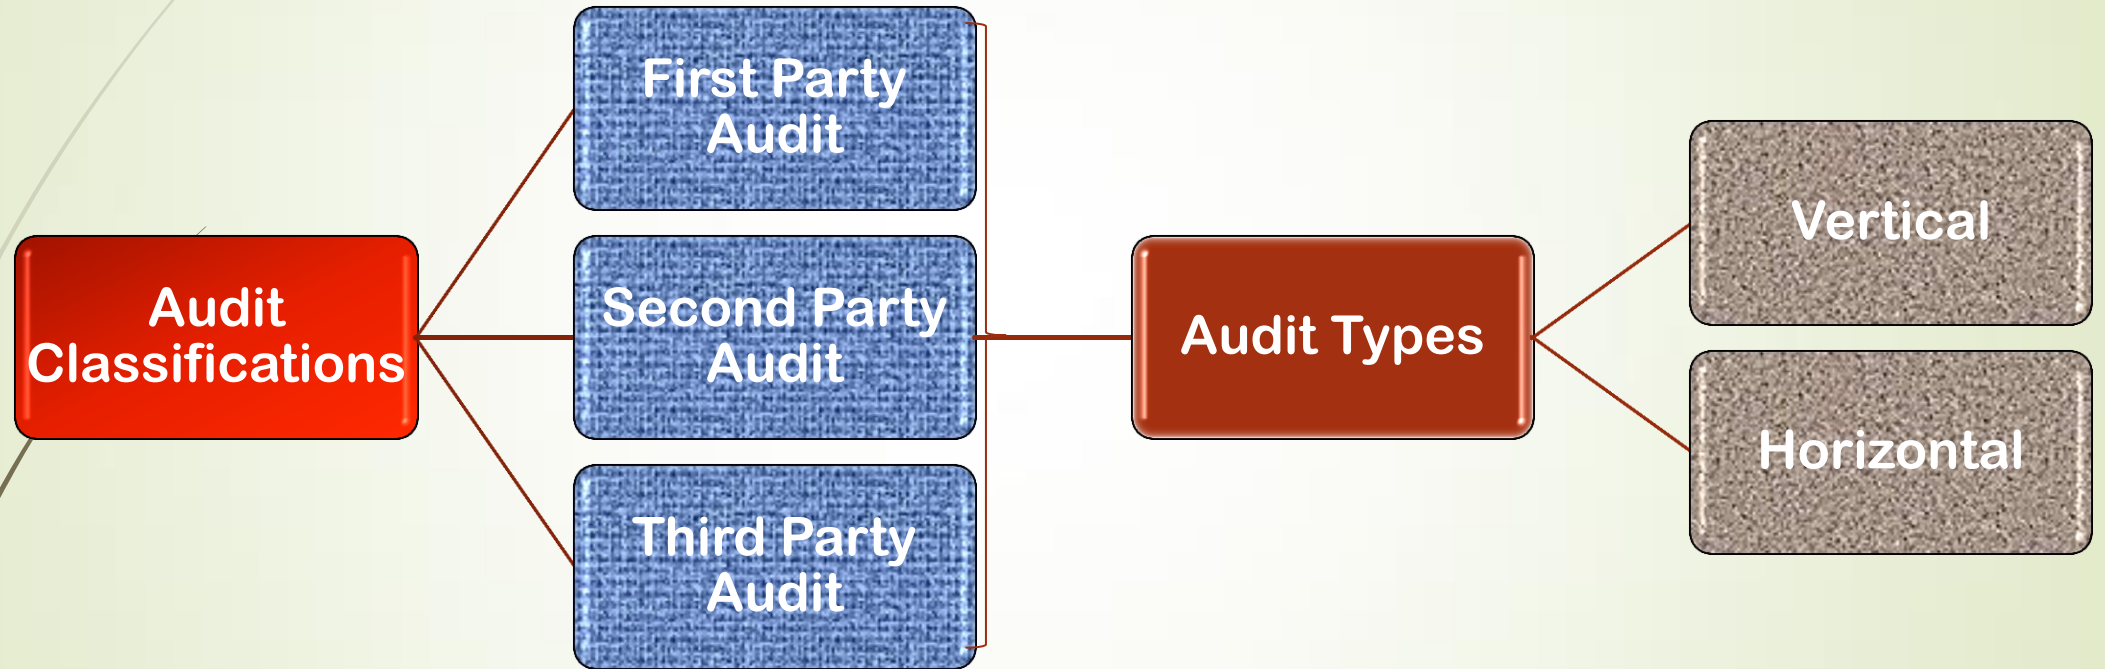 Audit
Classifications
First Party
Audit
Second Party
Audit
Third Party
Audit
Audit Types
Vertical
Horizontal